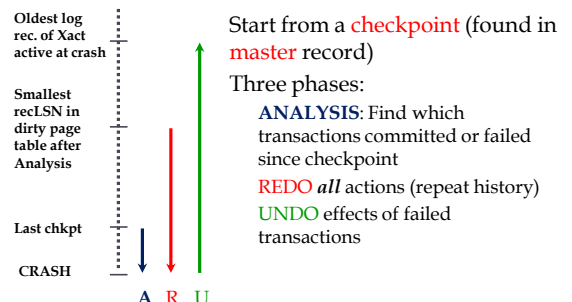 Oldest log
rec. of Xact
active at crash
Smallest
recLSN in
dirty page
table after
Analysis
Last chkpt
CRASH
A R U
Start from a checkpoint (found in
master record)
Three phases:
ANALYSIS: Find which
transactions committed or failed
since checkpoint
REDO all actions (repeat history)
UNDO effects of failed
transactions